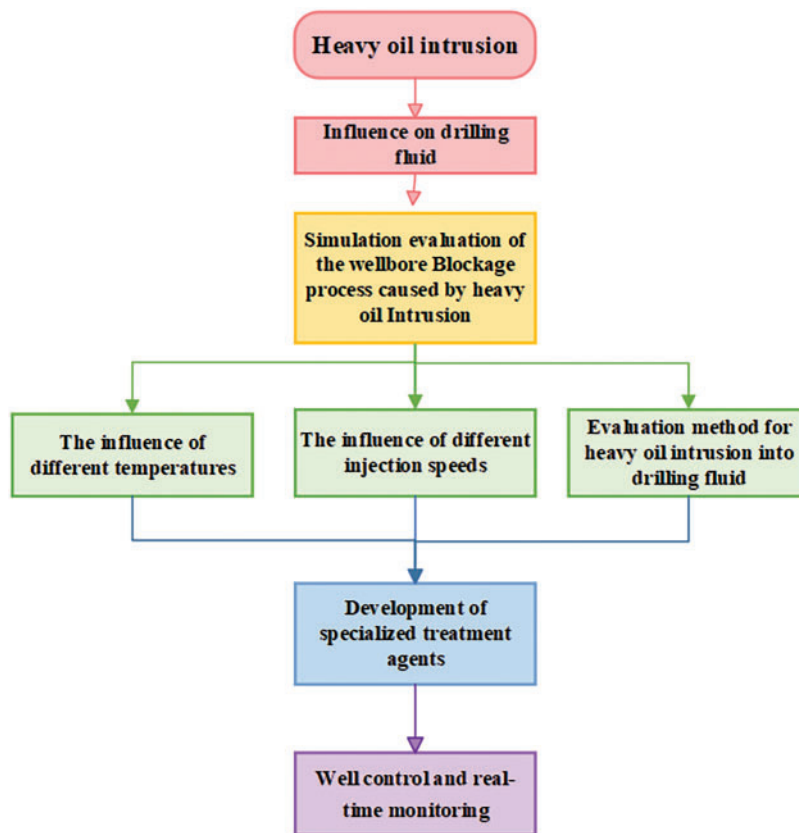 Heavy oil intrusion
Influence on drilling
fluid
Simulation evaluation of
the wellbore Blockage
process caused by heavy
oil Intrusion
The influence of
different temperatures
The influence of different
injection speeds
Evaluation method for
heavy oil intrusion into
drilling fluid
Development of
specialized treatment
agents
Well control and real-
time monitoring